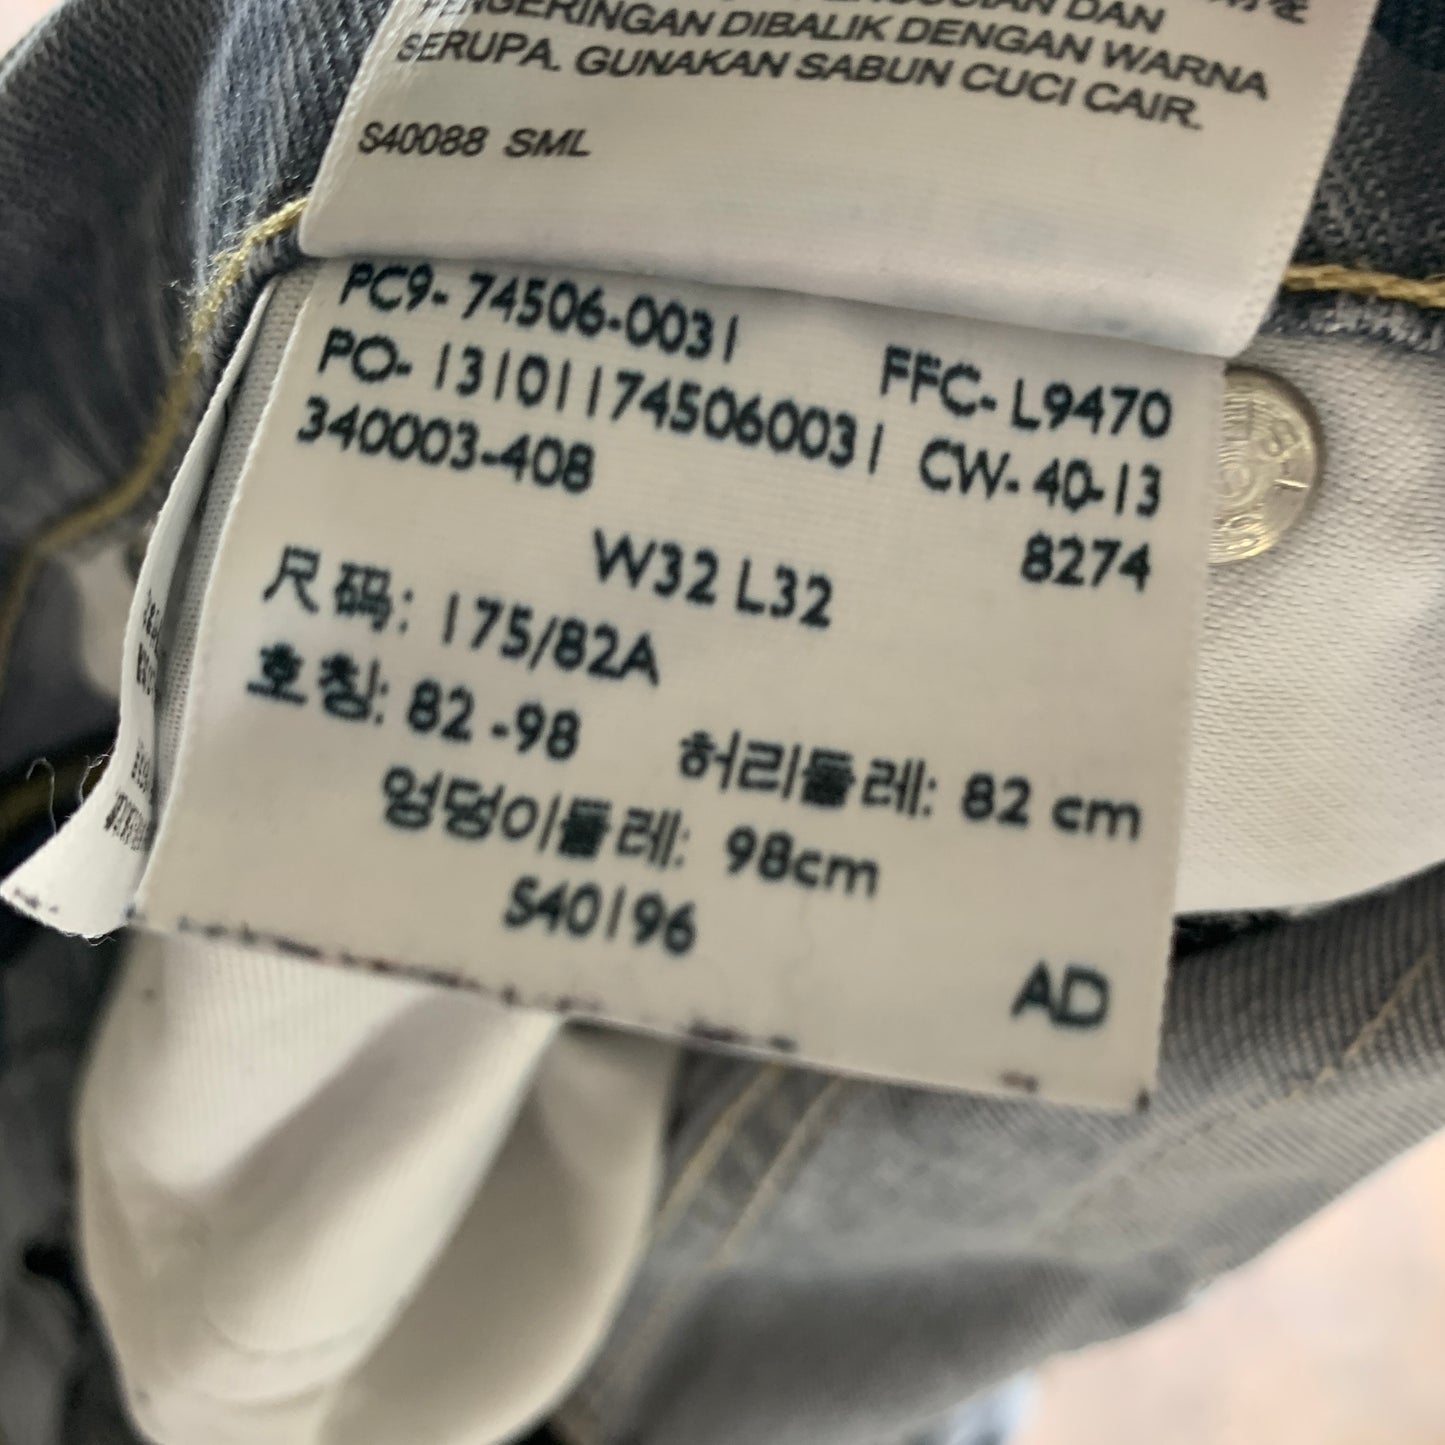 DAN
PENGERINGAN DIBALIK DENGAN WARNA
SERUPA. GUNAKAN SABUN CUCI CAIR.
S40088 SML
PC9- 74506-0031
FFC- L9470
PO- 131011745060031 CW- 40-13
340003-408
8274
W32 L32
尺码: 175/82A
호칭: 82 -98 허리둘레: 82 cm
엉덩이둘레: 98cm
S40196
AD